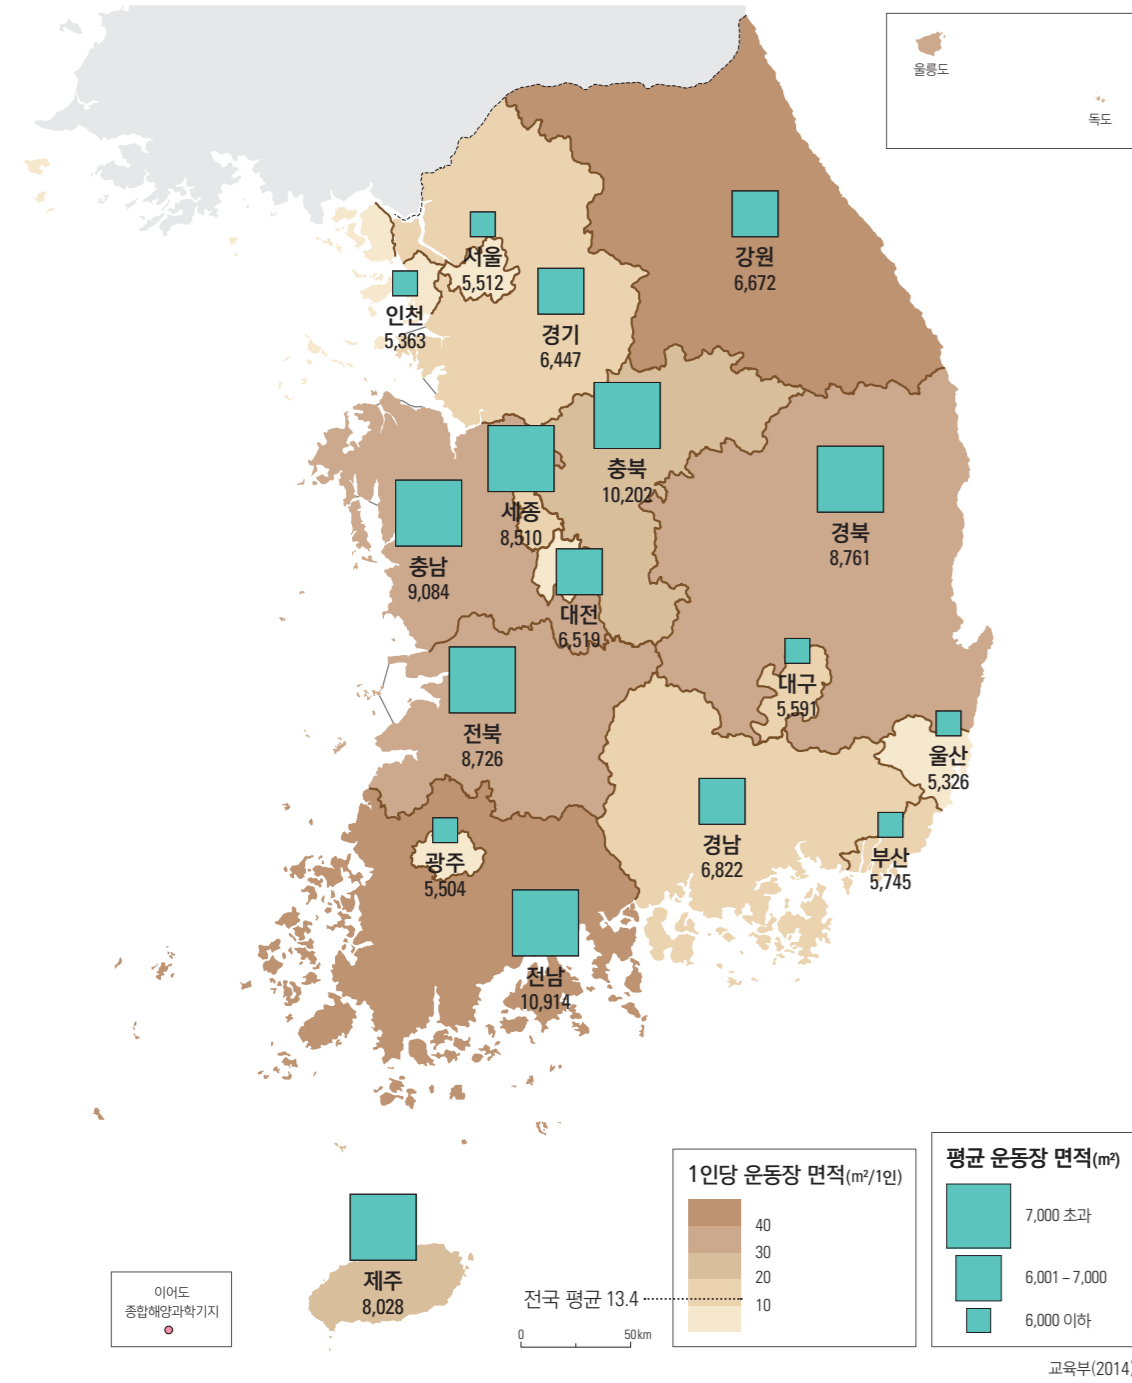 울릉도
독도
강원
6,672
서울
5,512
인천
5,363
경기
6,447
충북
10,202
세종
8,510
충남
9,084
경북
8,761
대전
6,519
대구
5,591
전북
8,726
울산
5,326
경남
6,822
부산
5,745
광주
5,504
전남
10,914
제주
8,028
이어도
종합해양과학기지
전국 평균 13.4
0 50km
1인당 운동장 면적(m²/1인)
40
30
20
10
평균 운동장 면적(m²)
7,000 초과
6,001 – 7,000
6,000 이하
교육부(2014)